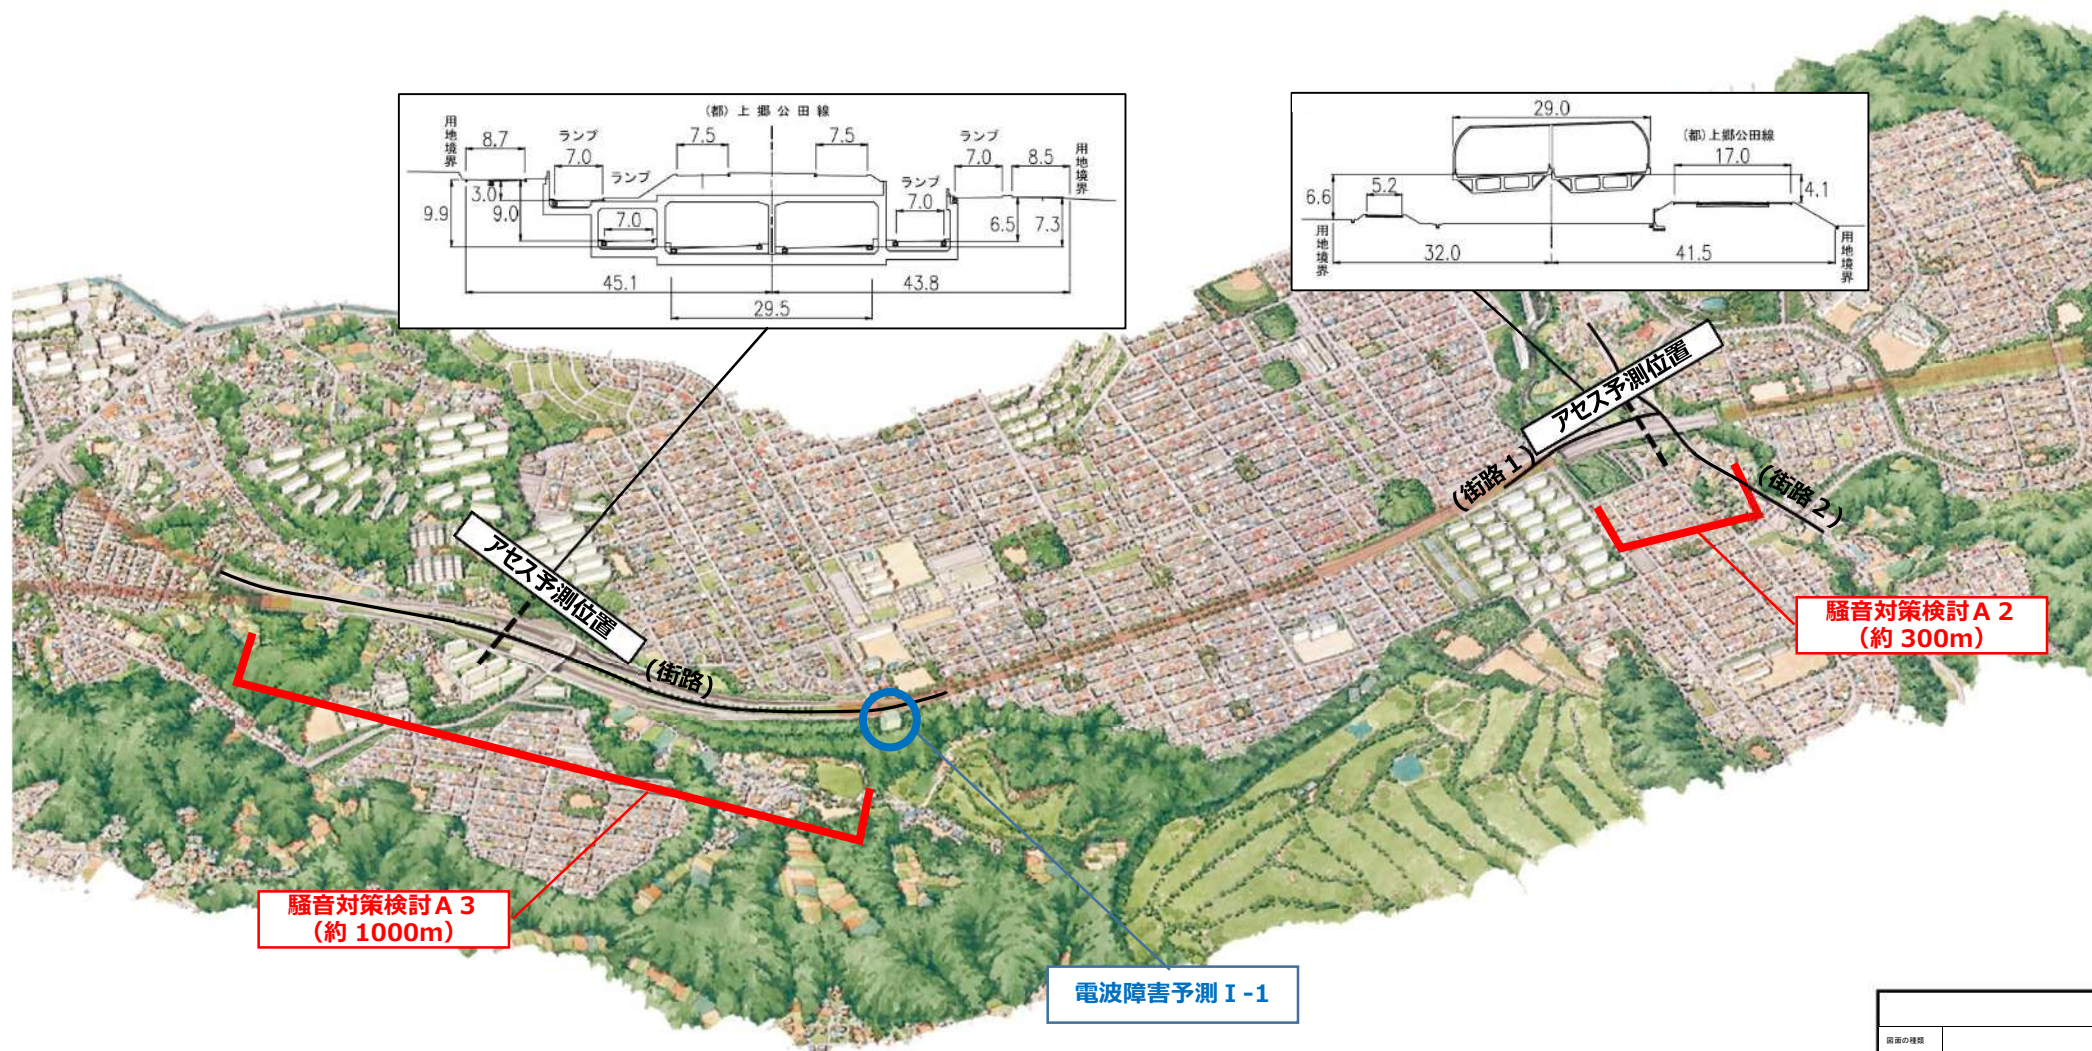 (都) 上郷公田線
用地境界
8.7
ランプ
7.0
ランプ
7.5
7.5
ランプ
7.0
8.5
用地境界
ランプ
7.0
7.0
3.0
9.9
9.0
6.5
7.3
45.1
43.8
29.5
29.0
(都)上郷公田線
17.0
5.2
6.6
4.1
用地境界
32.0
41.5
用地境界
アセス予測位置
アセス予測位置
(街路1)
(街路2)
(街路)
騒音対策検討A2
(約 300m)
騒音対策検討A3
(約 1000m)
電波障害予測 I -1
図面の種類